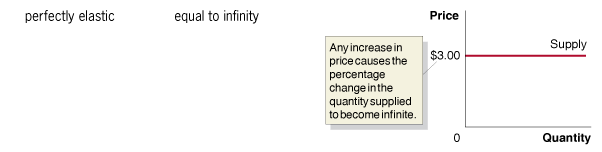 perfectly elastic
equal to infinity
Price
Supply
$3.00
Any increase in
price causes the
percentage
change in the
quantity supplied
to become infinite.
0
Quantity